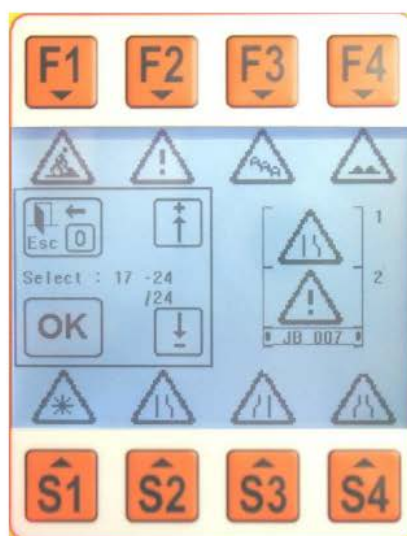 F1 F2 F3 F4
1
Esc 0
Select : 17 -24
/24
2
OK
JB 007
S1 S2 S3 S4